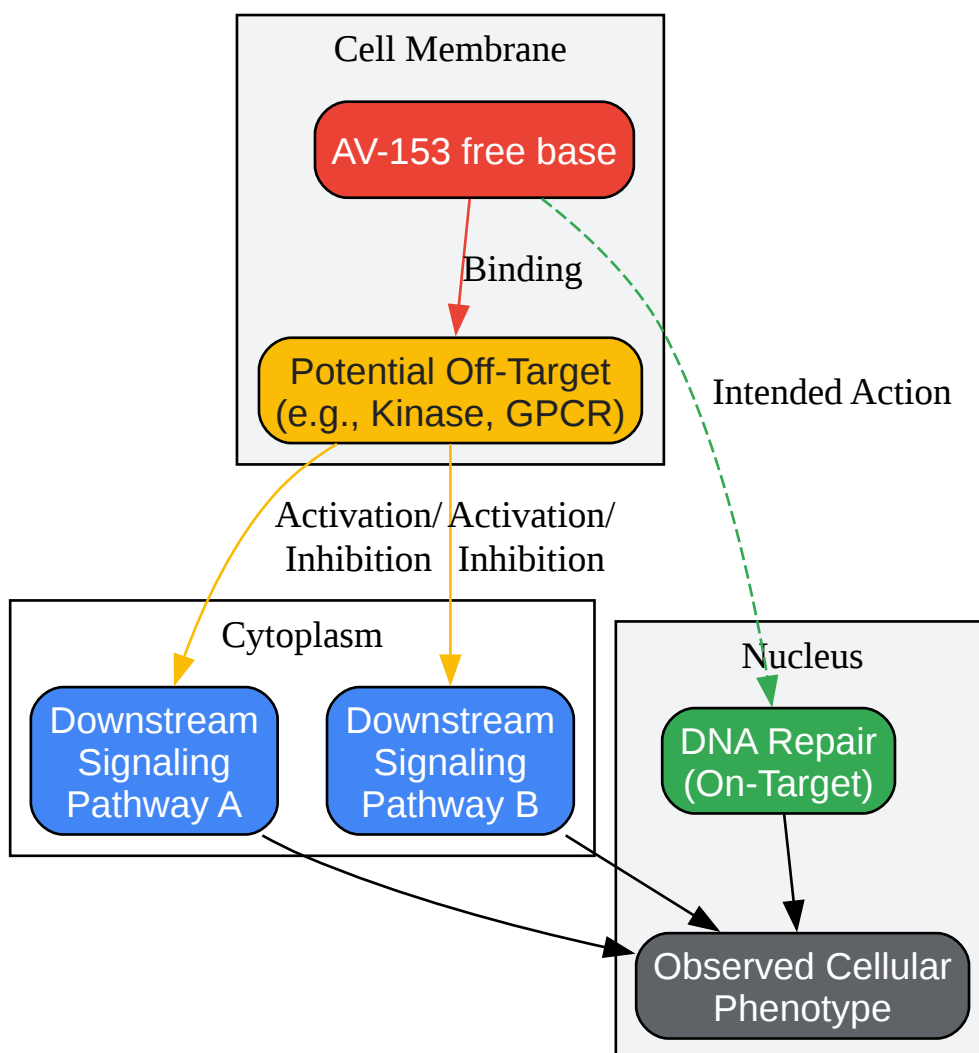 Cell Membrane
AV-153 free base
Binding
Potential Off-Target
(e.g., Kinase, GPCR)
Intended Action
Activation/
Inhibition
Activation/
Inhibition
Cytoplasm
Nucleus
Downstream
Signaling
Pathway A
Downstream
Signaling
Pathway B
DNA Repair
(On-Target)
Observed Cellular
Phenotype